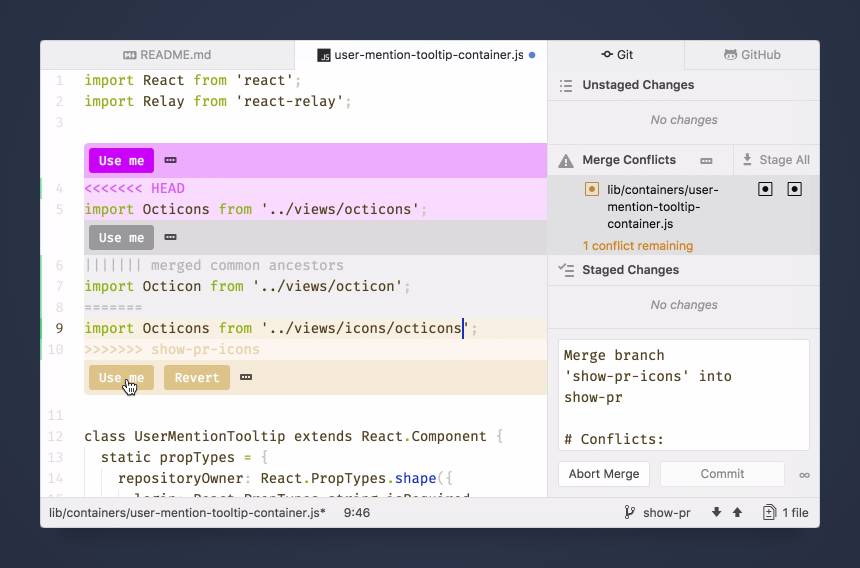 README.md
user-mention-tooltip-container.js
Git
GitHub
1 import React from 'react';
2 import Relay from 'react-relay';
3
Use me
4 <<<<<<< HEAD
5 import Octicons from '../views/octicons';
Use me
6 ||||||| merged common ancestors
7 import Octicon from '../views/octicon';
8 =======
9 import Octicons from '../views/icons/octicons';
10 >>>>>>> show-pr-icons
Use me Revert
11
12 class UserMentionTooltip extends React.Component {
13 static propTypes = {
14 repositoryOwner: React.PropTypes.shape({
Unstaged Changes
No changes
Merge Conflicts
Stage All
lib/containers/user-
mention-tooltip-
container.js
1 conflict remaining
Staged Changes
No changes
Merge branch
'show-pr-icons' into
show-pr
# Conflicts:
Abort Merge
Commit
lib/containers/user-mention-tooltip-container.js* 9:46
show-pr
1 file